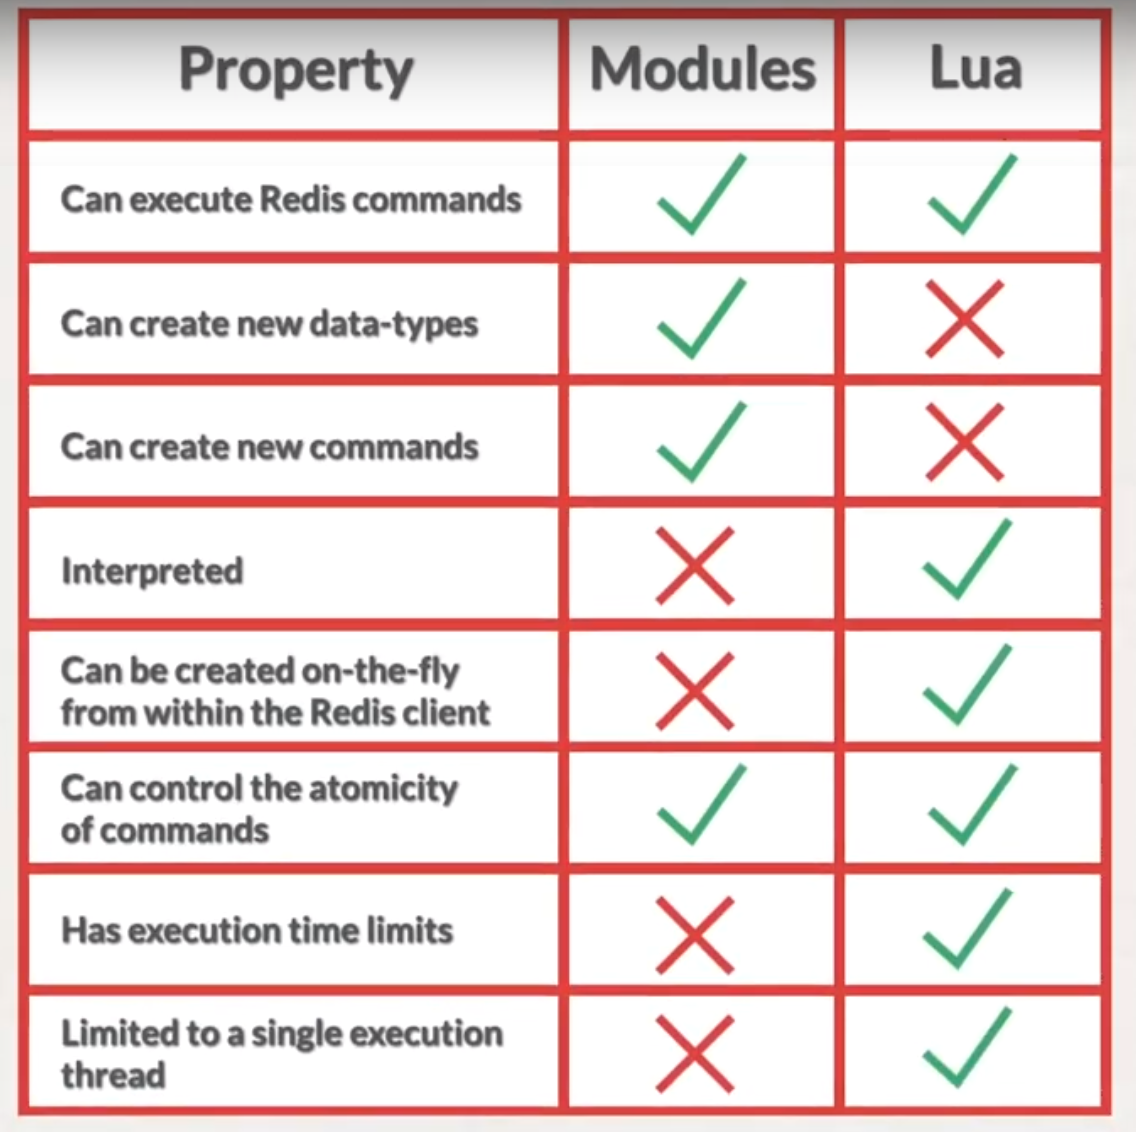 Property Modules Lua
Can execute Redis commands
Can create new data-types
Can create new commands
Interpreted
Can be created on-the-fly
from within the Redis client
Can control the atomicity
of commands
Has execution time limits
Limited to a single execution
thread